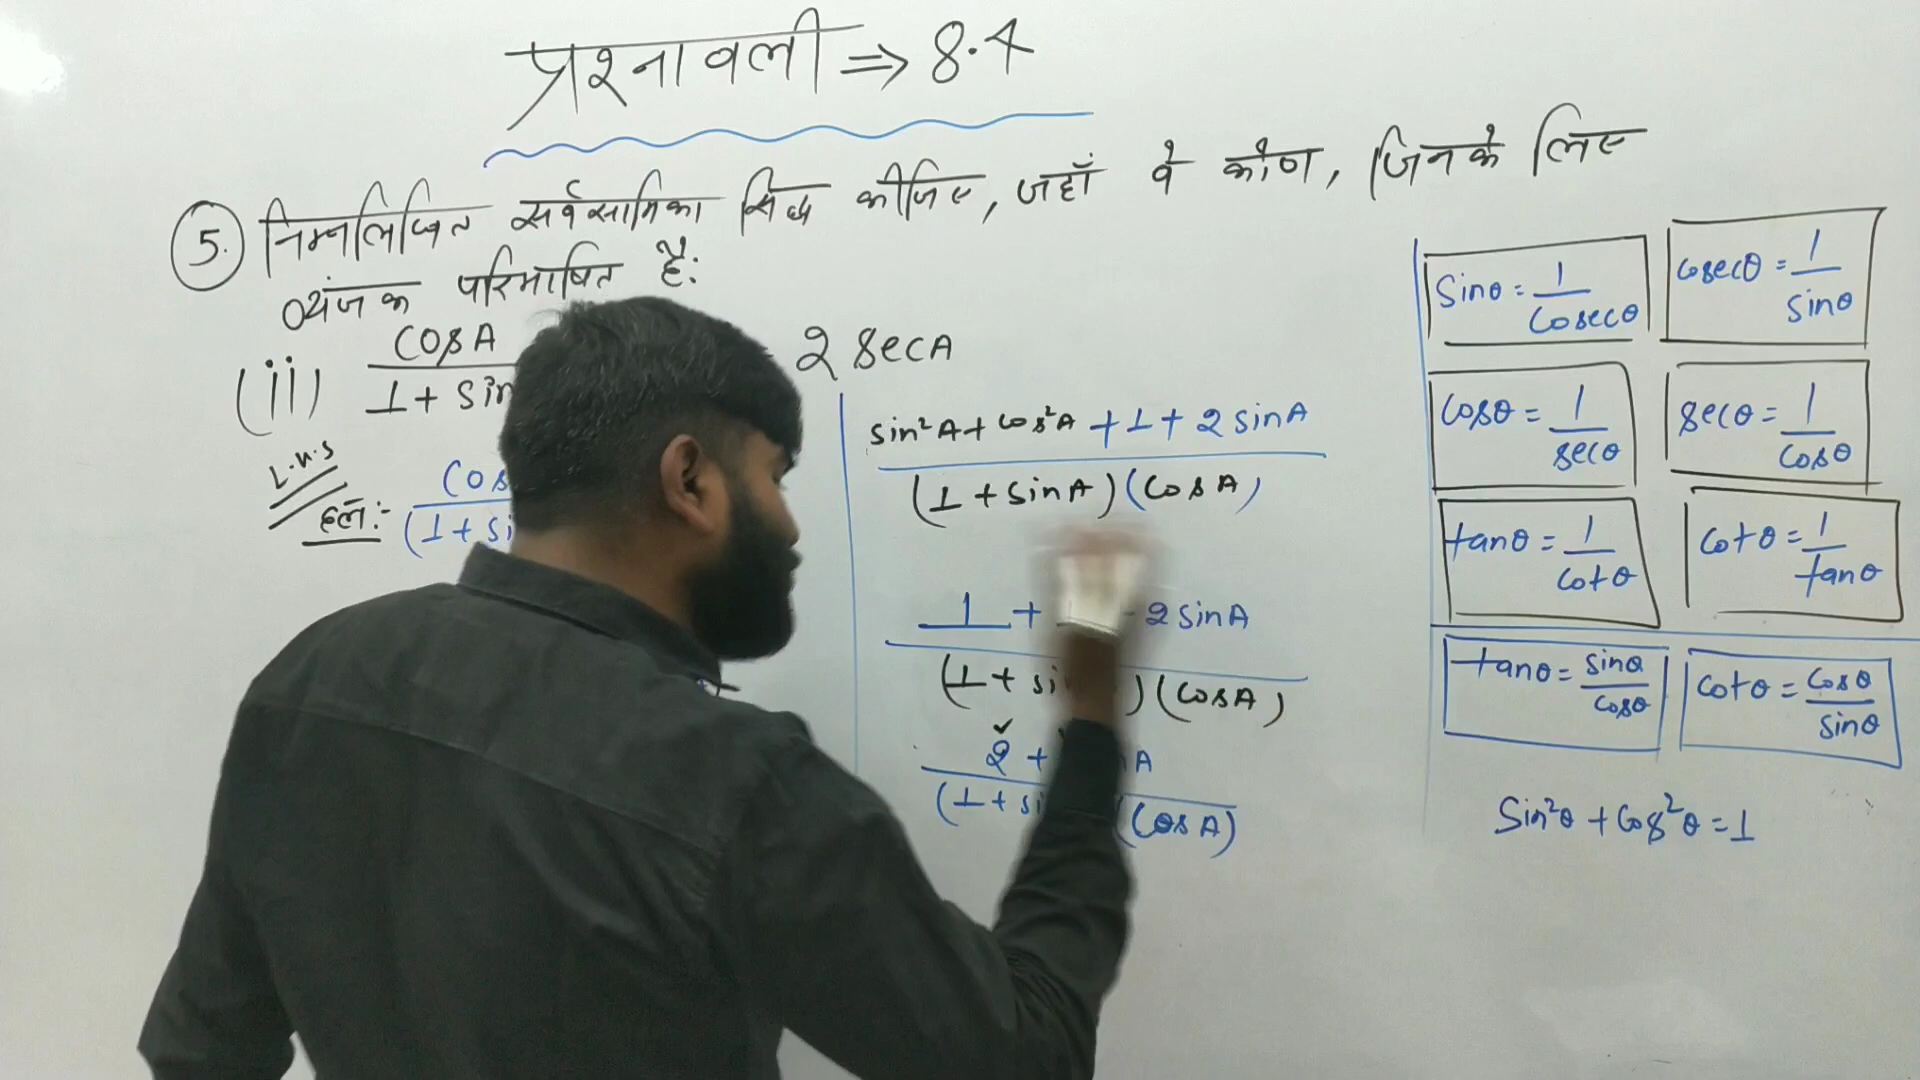 प्रश्नावली ⇒ 8.4
5. निम्नलिखित सर्वसमिका सिद्ध कीजिए, जहाँ वे कोण, जिनके लिए
व्यंजक परिभाषित है:
(ii) cosA / 1 + sin 2 secA
L.H.S
हल:- cos / (1 + si
sin²A + cos²A + 1 + 2 sinA / (1 + sinA)(cosA)
1 + 2 sinA / (1 + si )(cosA)
2 + A / (1 + si (cosA)
sinθ = 1 / cosecθ
cosecθ = 1 / sinθ
cosθ = 1 / secθ
secθ = 1 / cosθ
tanθ = 1 / cotθ
cotθ = 1 / tanθ
tanθ = sinθ / cosθ
cotθ = cosθ / sinθ
Sin²θ + Cos²θ = 1